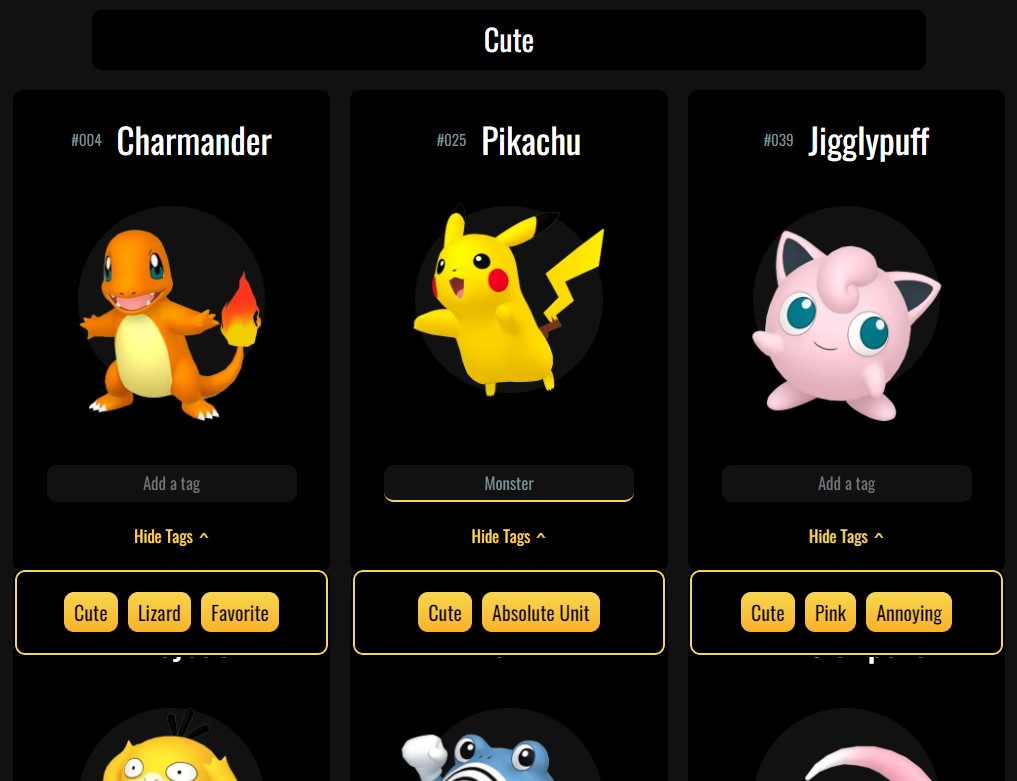 Cute
#004 Charmander
#025 Pikachu
#039 Jigglypuff
Add a tag
Monster
Add a tag
Hide Tags ^
Hide Tags ^
Hide Tags ^
Cute Lizard Favorite
Cute Absolute Unit
Cute Pink Annoying